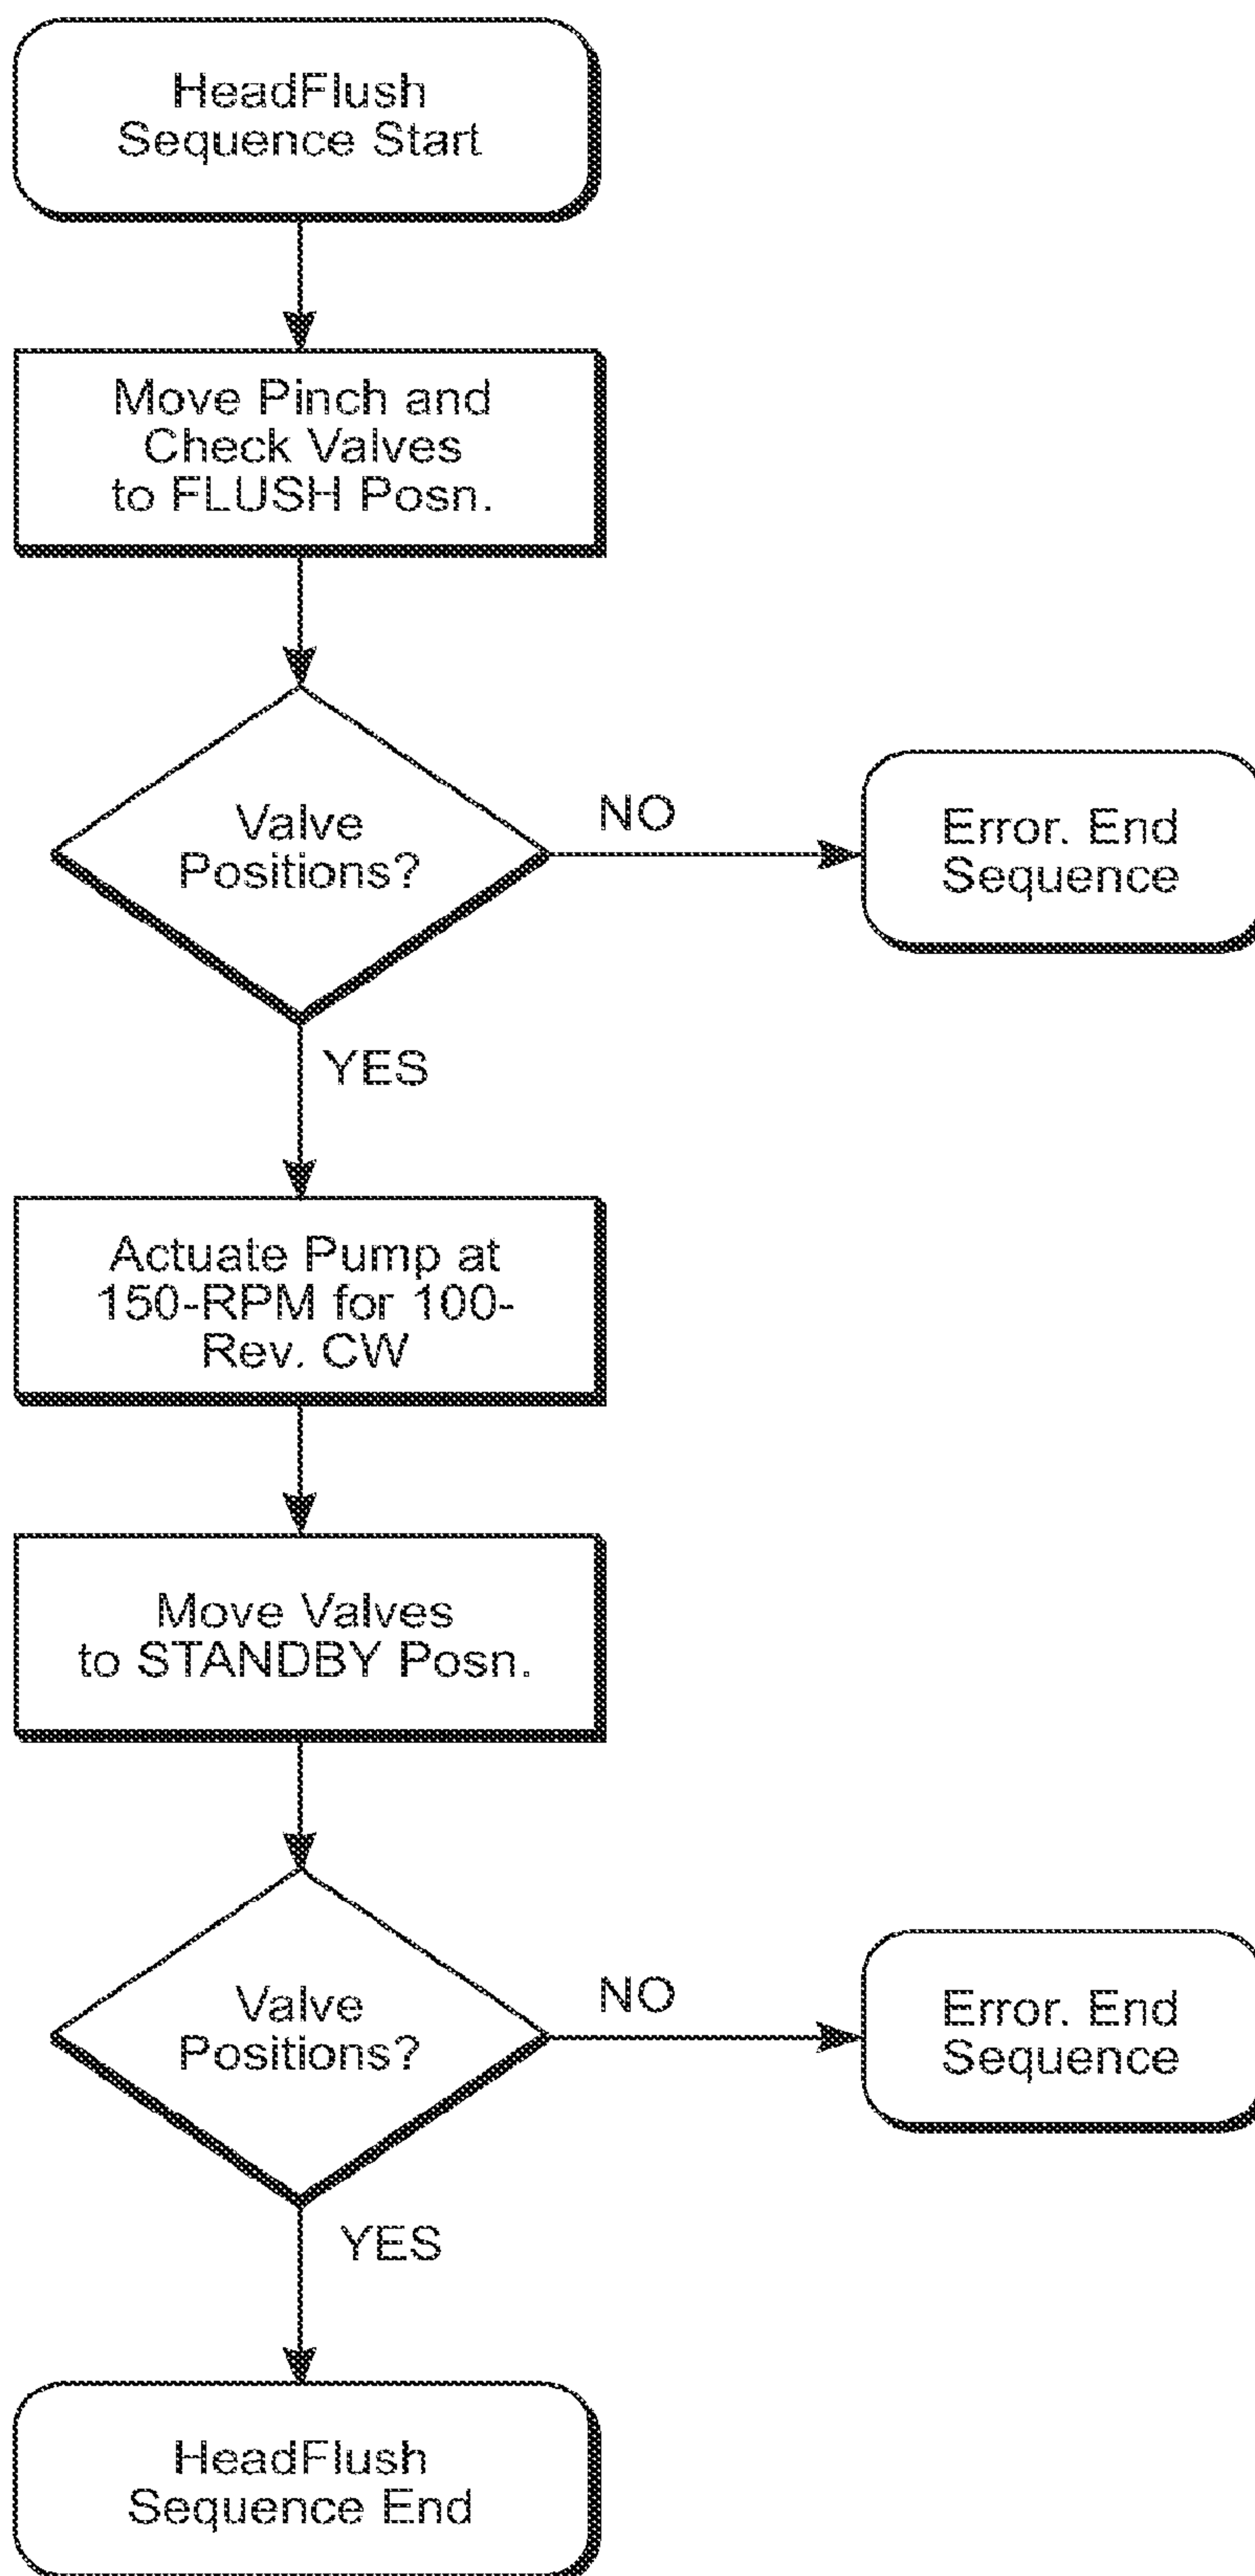 HeadFlush
Sequence Start
Move Pinch and
Check Valves
to FLUSH Posn.
Valve
Positions?
NO
Error. End
Sequence
YES
Actuate Pump at
150-RPM for 100-
Rev. CW
Move Valves
to STANDBY Posn.
Valve
Positions?
NO
Error. End
Sequence
YES
HeadFlush
Sequence End